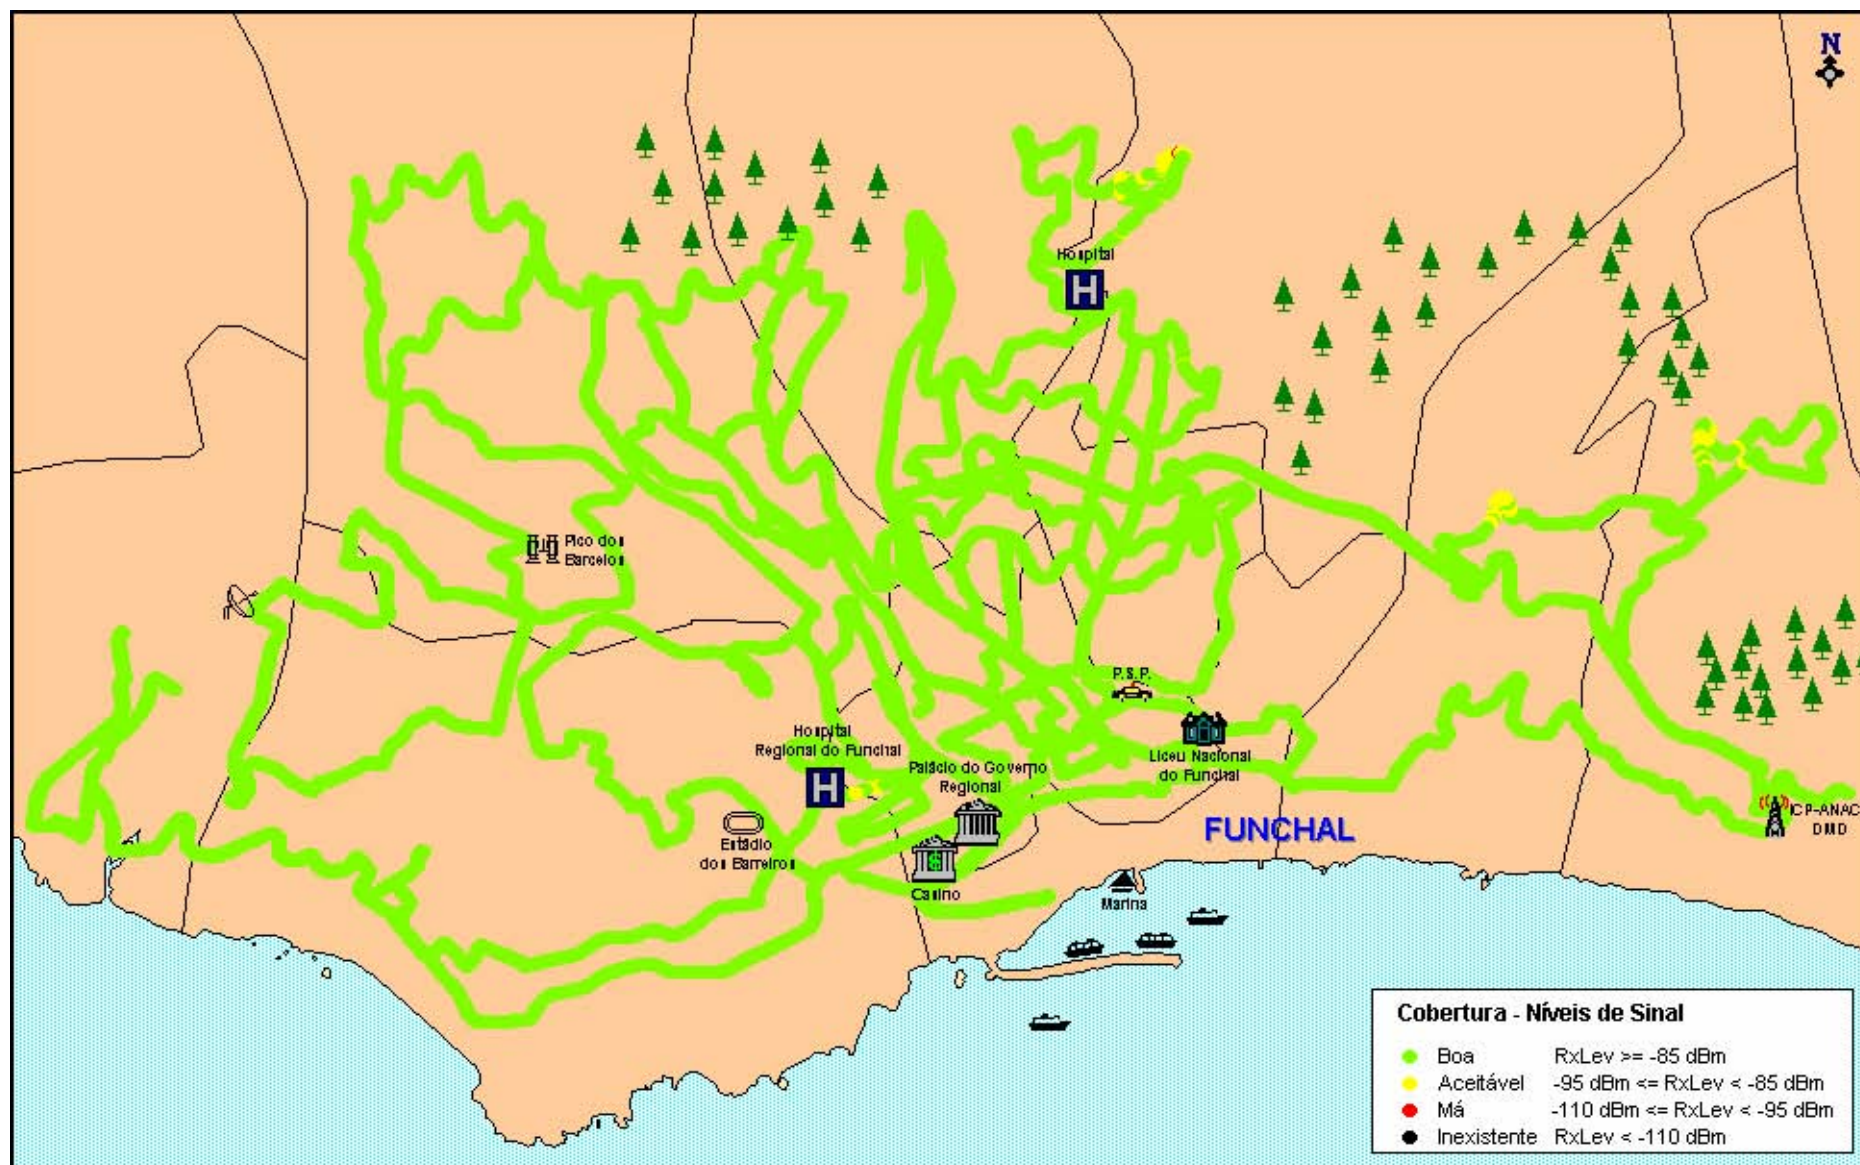 N
Hospital
Pico dos
Barcelos
P.S.P.
Hospital
Regional do Funchal
Palácio do Governo
Regional
Liceu Nacional
do Funchal
ICP-ANAC
DMD
FUNCHAL
Estádio
dos Barreiros
Casino
Marina
Cobertura - Níveis de Sinal
Boa RxLev >= -85 dBm
Aceitável -95 dBm <= RxLev < -85 dBm
Má -110 dBm <= RxLev < -95 dBm
Inexistente RxLev < -110 dBm